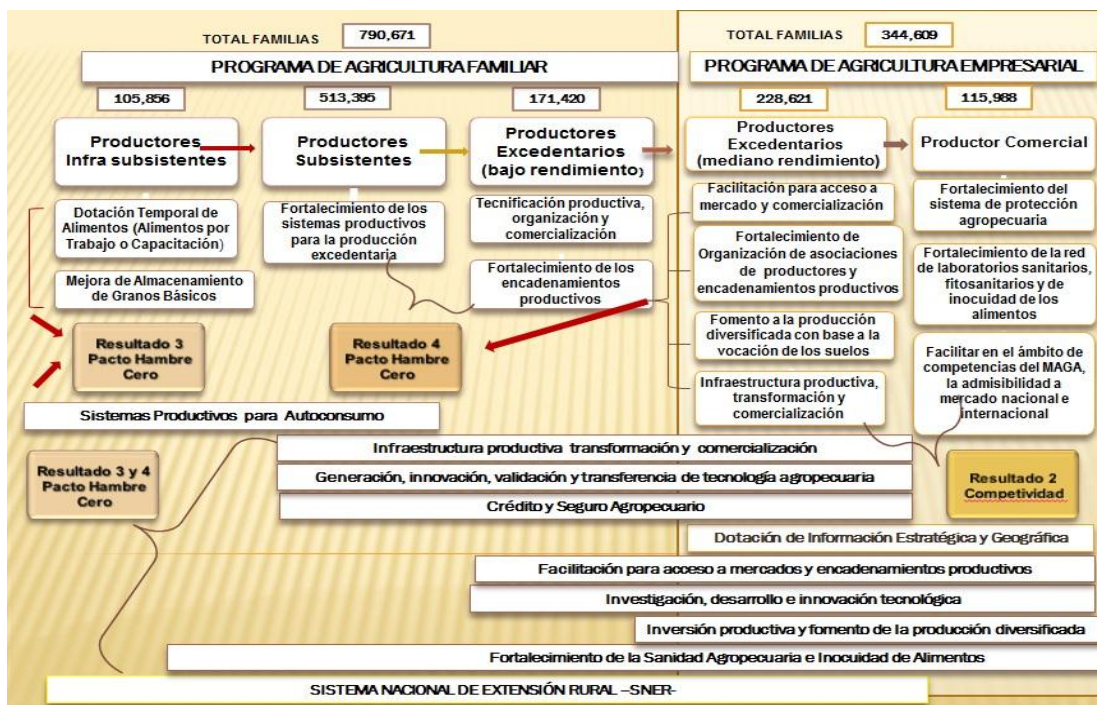 TOTAL FAMILIAS
790,671
PROGRAMA DE AGRICULTURA FAMILIAR
105,856
513,395
171,420
Productores
Infra subsistentes
Productores
Subsistentes
Productores
Excedentarios
(bajo rendimiento)
Dotación Temporal de
Alimentos (Alimentos por
Trabajo o Capacitación)
Mejora de Almacenamiento
de Granos Básicos
Fortalecimiento de los
sistemas productivos
para la producción
excedentaria
Tecnificación productiva,
organización y
comercialización
Fortalecimiento de los
encadenamientos
productivos
Resultado 3
Pacto Hambre
Cero
Resultado 4
Pacto Hambre
Cero
TOTAL FAMILIAS
344,609
PROGRAMA DE AGRICULTURA EMPRESARIAL
228,621
115,988
Productores
Excedentarios
(mediano rendimiento)
Productor Comercial
Facilitación para acceso a
mercado y comercialización
Fortalecimiento de
Organización de asociaciones
de productores y
encadenamientos productivos
Fomento a la producción
diversificada con base a la
vocación de los suelos
Infraestructura productiva,
transformación y
comercialización
Fortalecimiento del
sistema de protección
agropecuaria
Fortalecimiento de la red
de laboratorios sanitarios,
fitosanitarios y de
inocuidad de los
alimentos
Facilitar en el ámbito de
competencias del MAGA,
la admisibilidad a
mercado nacional e
internacional
Sistemas Productivos para Autoconsumo
Resultado 3 y 4
Pacto Hambre
Cero
Infraestructura productiva transformación y comercialización
Generación, innovación, validación y transferencia de tecnología agropecuaria
Crédito y Seguro Agropecuario
Resultado 2
Competividad
Dotación de Información Estratégica y Geográfica
Facilitación para acceso a mercados y encadenamientos productivos
Investigación, desarrollo e innovación tecnológica
Inversión productiva y fomento de la producción diversificada
Fortalecimiento de la Sanidad Agropecuaria e Inocuidad de Alimentos
SISTEMA NACIONAL DE EXTENSIÓN RURAL –SNER-